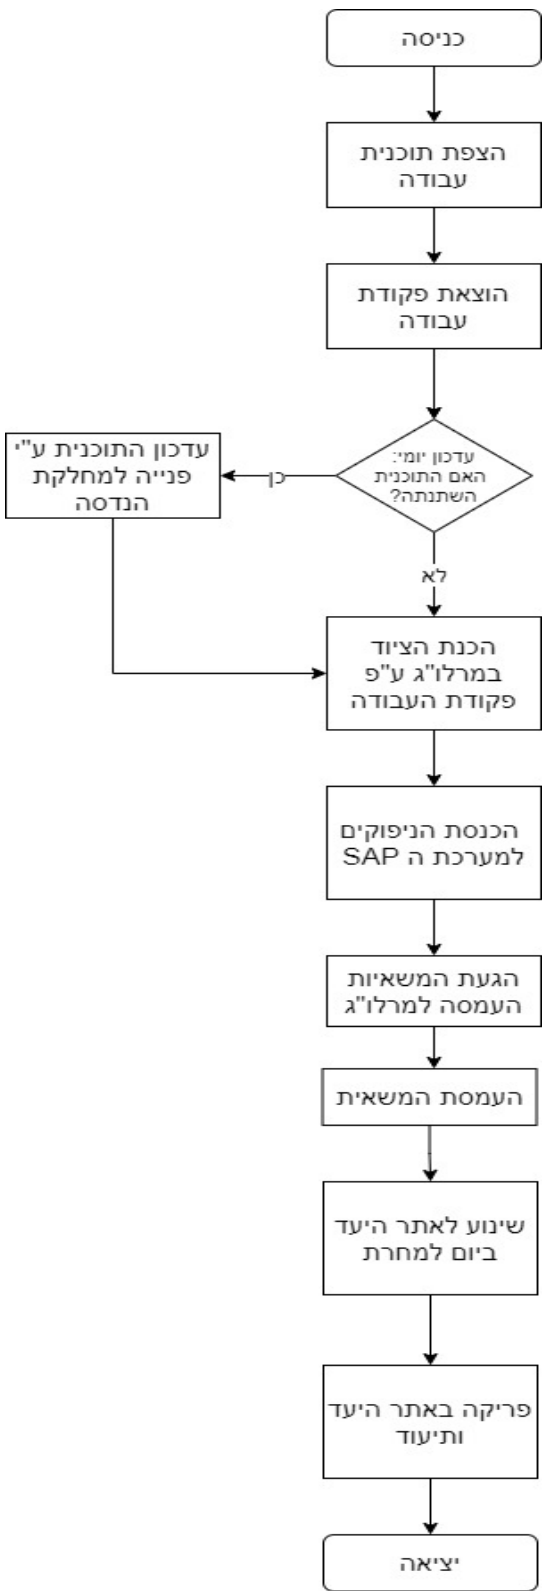 כניסה
הצפת תוכנית
עבודה
הוצאת פקודת
עבודה
עדכון יומי:
האם התוכנית
השתנתה?
כן
עדכון התוכנית ע"י
פנייה למחלקת
הנדסה
לא
הכנת הציוד
במרלו"ג ע"פ
פקודת העבודה
הכנסת הניפוקים
למערכת ה SAP
הגעת המשאיות
העמסה למרלו"ג
העמסת המשאית
שינוע לאתר היעד
ביום למחרת
פריקה באתר היעד
ותיעוד
יציאה